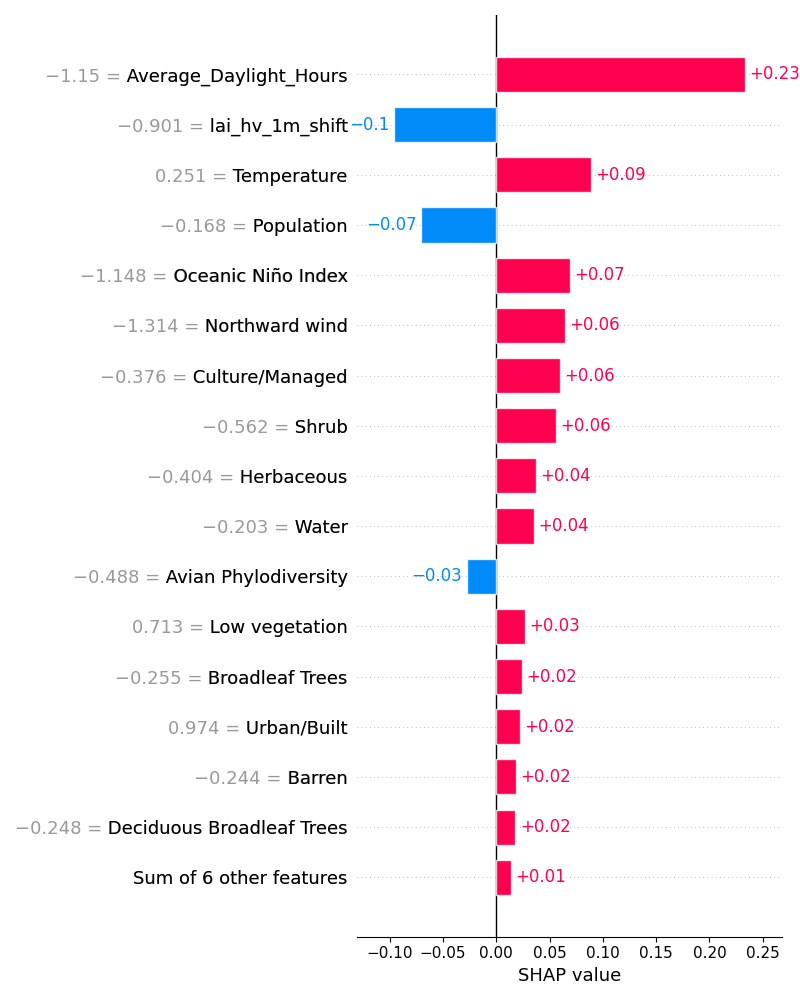 −1.15 = Average_Daylight_Hours +0.23
−0.901 = lai_hv_1m_shift −0.1
0.251 = Temperature +0.09
−0.168 = Population −0.07
−1.148 = Oceanic Niño Index +0.07
−1.314 = Northward wind +0.06
−0.376 = Culture/Managed +0.06
−0.562 = Shrub +0.06
−0.404 = Herbaceous +0.04
−0.203 = Water +0.04
−0.488 = Avian Phylodiversity −0.03
0.713 = Low vegetation +0.03
−0.255 = Broadleaf Trees +0.02
0.974 = Urban/Built +0.02
−0.244 = Barren +0.02
−0.248 = Deciduous Broadleaf Trees +0.02
Sum of 6 other features +0.01
−0.10 −0.05 0.00 0.05 0.10 0.15 0.20 0.25
SHAP value